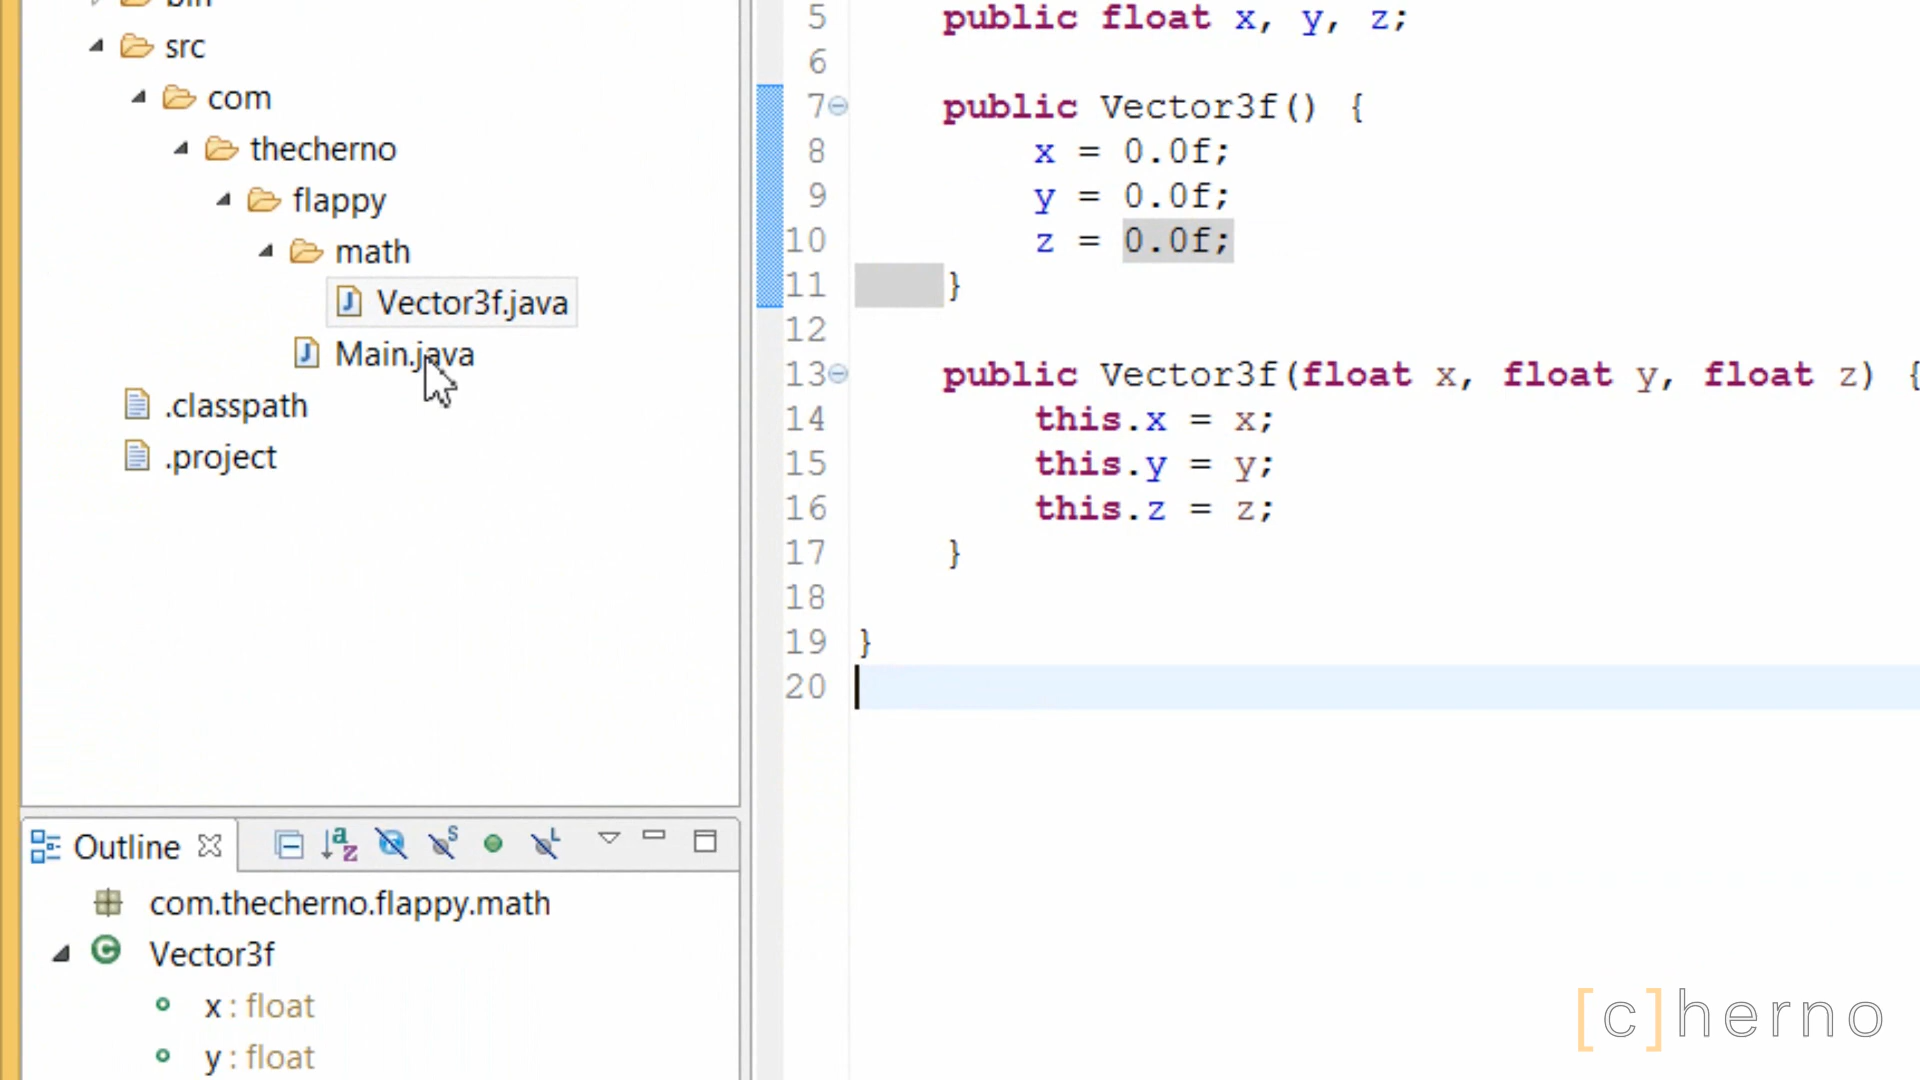 bin
src
com
thecherno
flappy
math
Vector3f.java
Main.java
.classpath
.project
Outline
com.thecherno.flappy.math
Vector3f
x : float
y : float
5 public float x, y, z;
6
7 public Vector3f() {
8 x = 0.0f;
9 y = 0.0f;
10 z = 0.0f;
11 }
12
13 public Vector3f(float x, float y, float z) {
14 this.x = x;
15 this.y = y;
16 this.z = z;
17 }
18
19 }
20
[c]herno